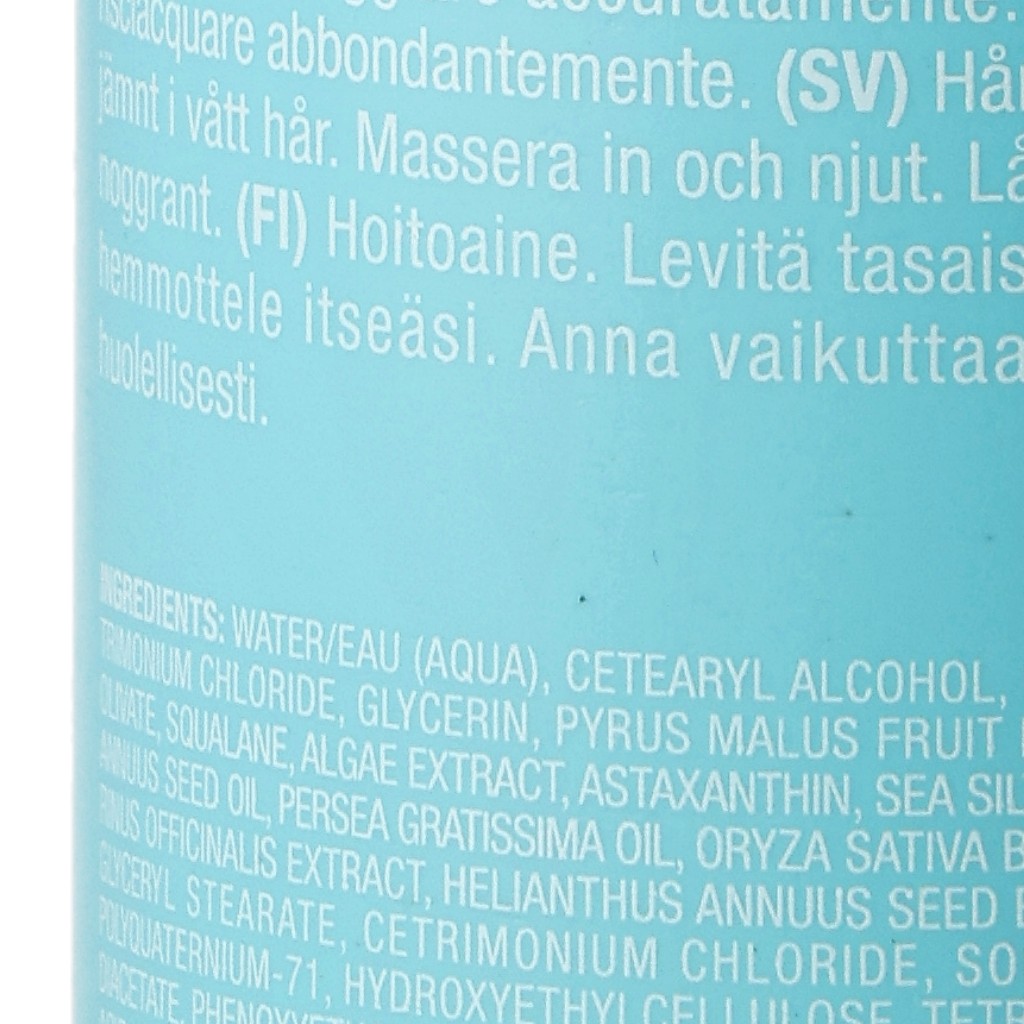 accuratamente.
risciacquare abbondantemente. (SV) Hår
jämnt i vått hår. Massera in och njut. Lå
noggrant. (FI) Hoitoaine. Levitä tasais
hemmottele itseäsi. Anna vaikuttaa
huolellisesti.
INGREDIENTS: WATER/EAU (AQUA), CETEARYL ALCOHOL,
TRIMONIUM CHLORIDE, GLYCERIN, PYRUS MALUS FRUIT
OLIVATE, SQUALANE, ALGAE EXTRACT, ASTAXANTHIN, SEA SIL
ANNUUS SEED OIL, PERSEA GRATISSIMA OIL, ORYZA SATIVA B
RINUS OFFICINALIS EXTRACT, HELIANTHUS ANNUUS SEED
GLYCERYL STEARATE, CETRIMONIUM CHLORIDE, SO
POLYQUATERNIUM-71, HYDROXYETHYLCELLULOSE, TETR
DIACETATE,